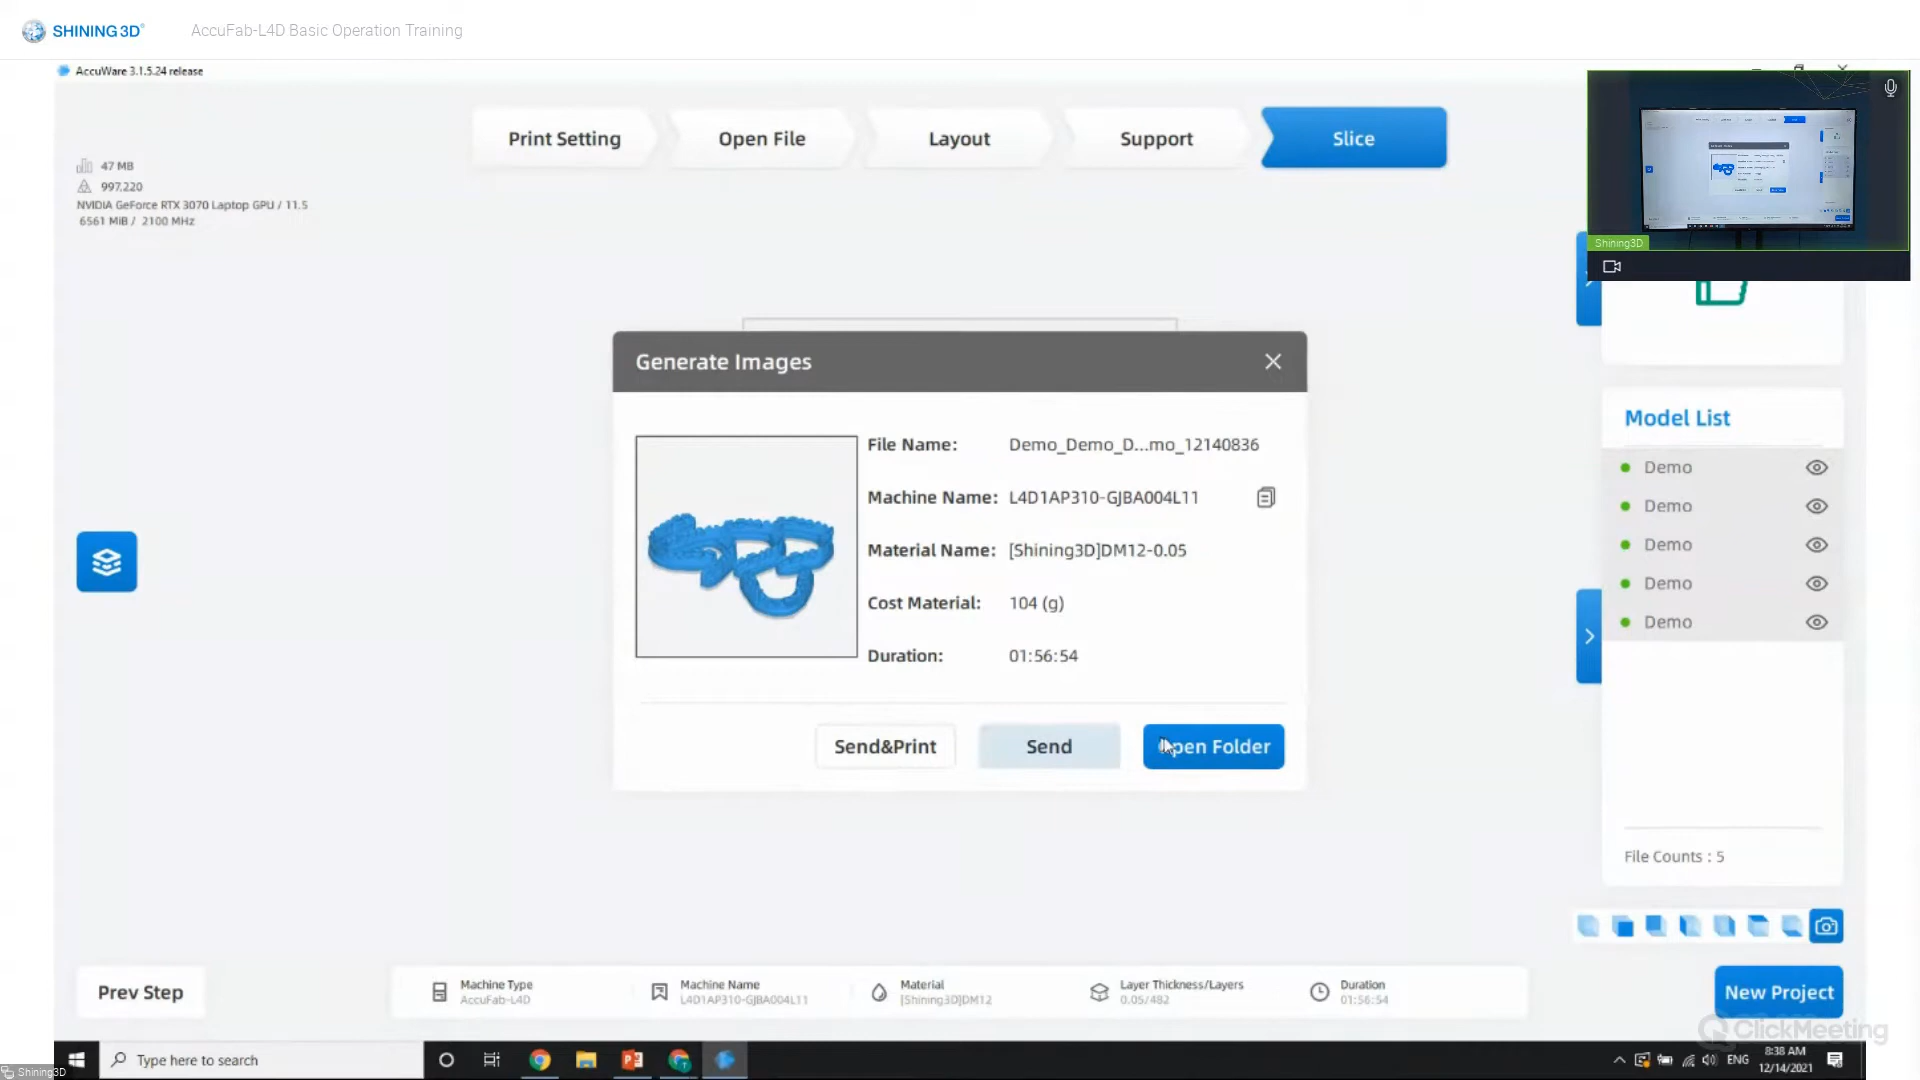 SHINING 3D®
AccuFab-L4D Basic Operation Training
AccuWare 3.1.5.24 release
Print Setting
Open File
Layout
Support
Slice
47 MB
997,220
NVIDIA GeForce RTX 3070 Laptop GPU / 11.5
6561 MiB / 2100 MHz
Shining3D
Generate Images
File Name: Demo_Demo_D...mo_12140836
Machine Name: L4D1AP310-GJBA004L11
Material Name: [Shining3D]DM12-0.05
Cost Material: 104 (g)
Duration: 01:56:54
Send&Print
Send
Open Folder
Model List
Demo
Demo
Demo
Demo
Demo
File Counts : 5
Prev Step
Machine Type
AccuFab-L4D
Machine Name
L4D1AP310-GJBA004L11
Material
[Shining3D]DM12
Layer Thickness/Layers
0.05/482
Duration
01:56:54
New Project
ClickMeeting
Type here to search
ENG
8:38 AM
12/14/2021
Shining3D